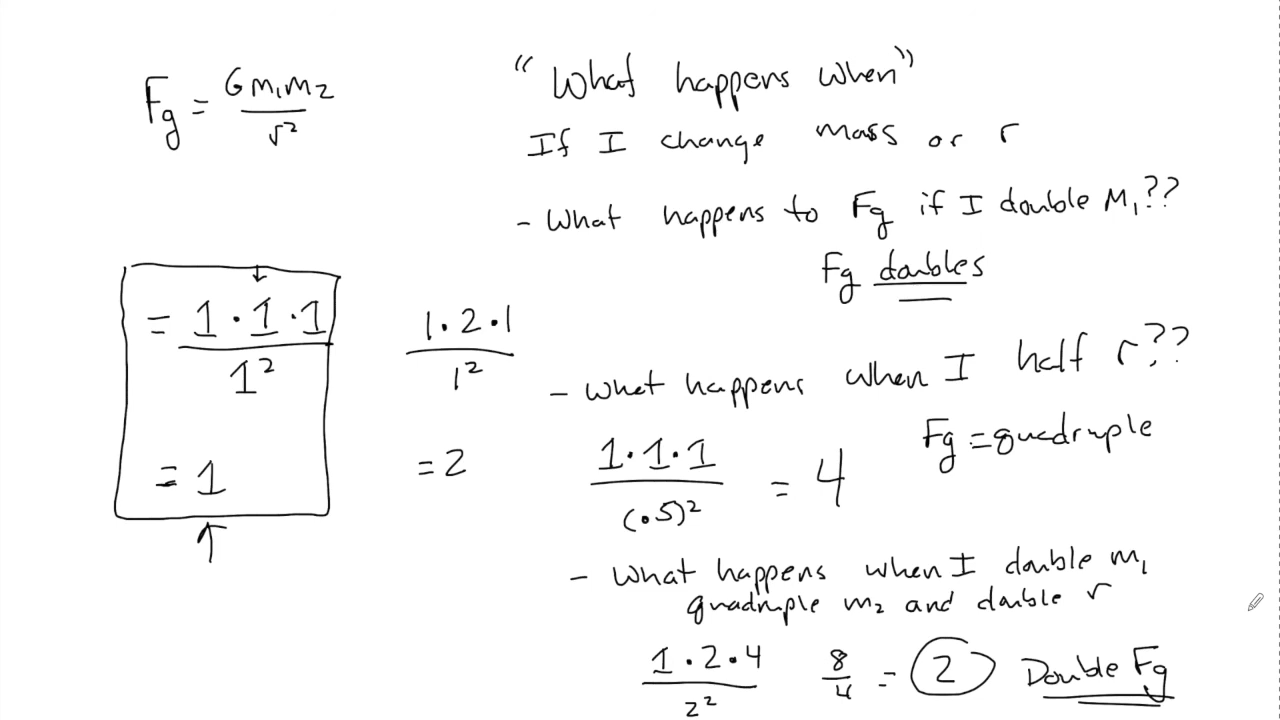 Fg = G m₁m₂ / r²
"What happens when"
If I change mass or r
- What happens to Fg if I double M₁??
Fg doubles
= 1 · 1 · 1 / 1²
= 1
1 · 2 · 1 / 1²
= 2
- What happens when I half r??
Fg = quadruple
1 · 1 · 1 / (.5)² = 4
- What happens when I double m₁
quadruple m₂ and double r
1 · 2 · 4 / 2²
8/4 = 2 Double Fg